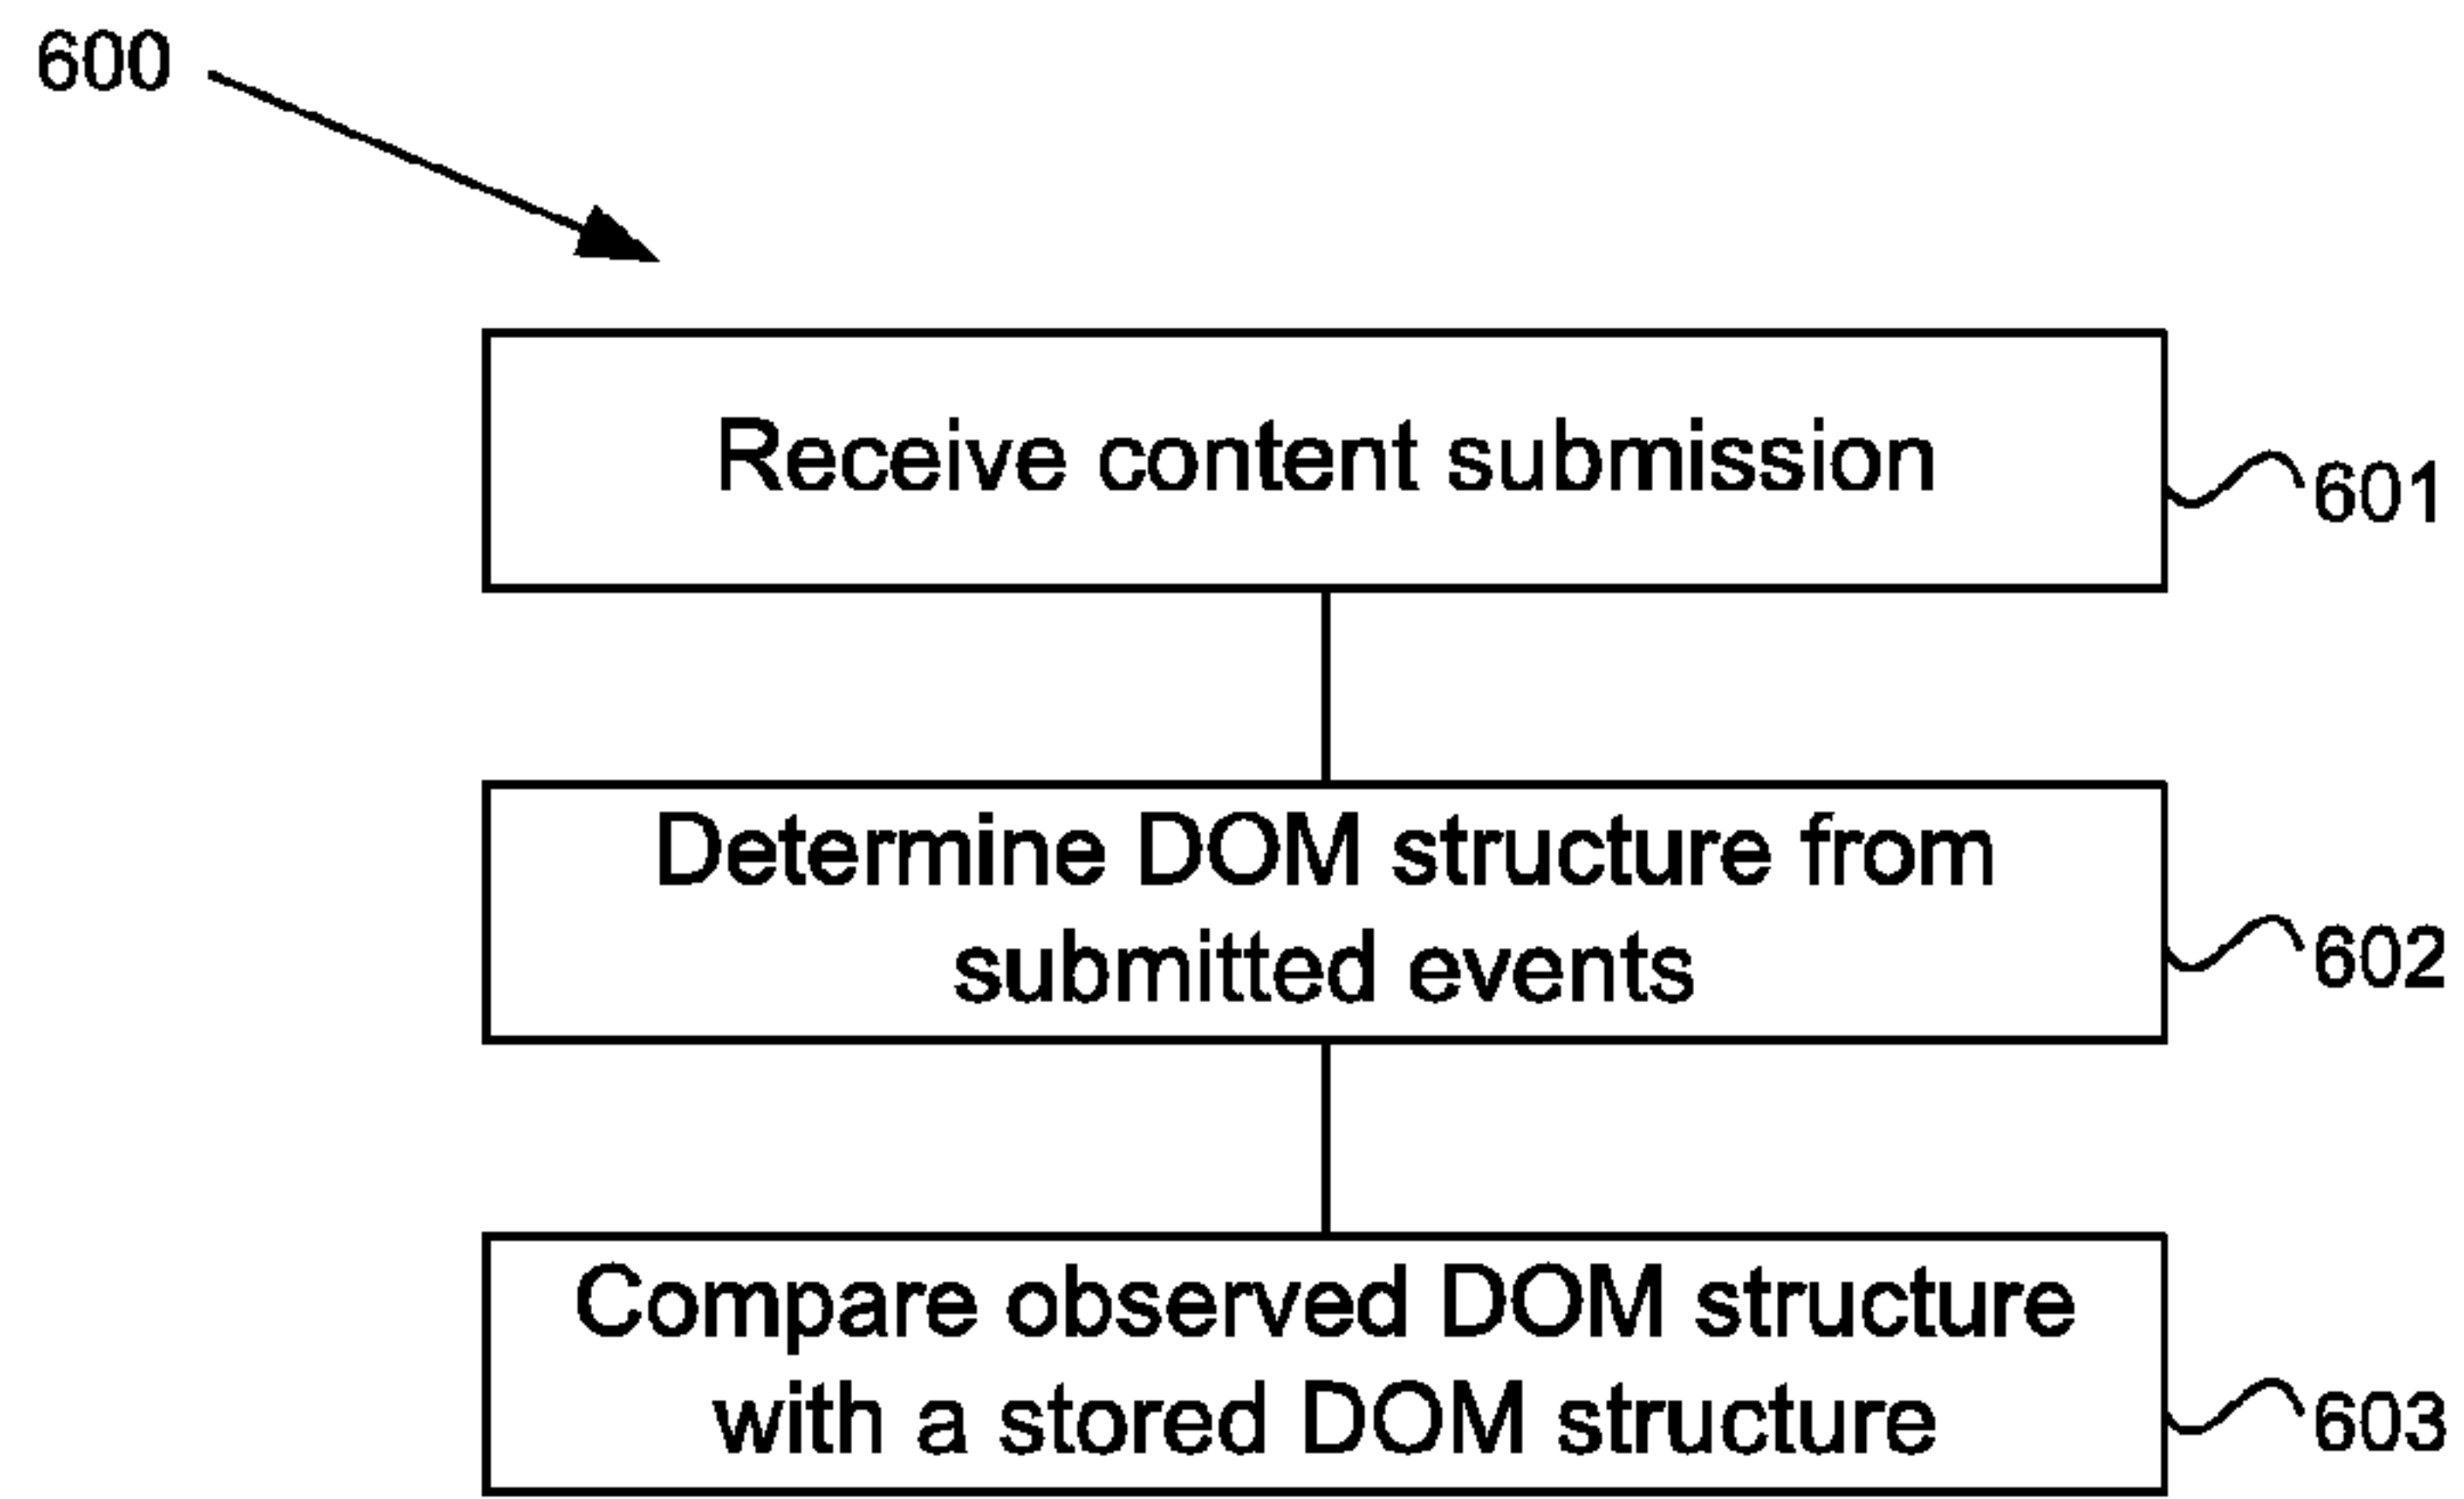 600
Receive content submission
601
Determine DOM structure from
submitted events
602
Compare observed DOM structure
with a stored DOM structure
603